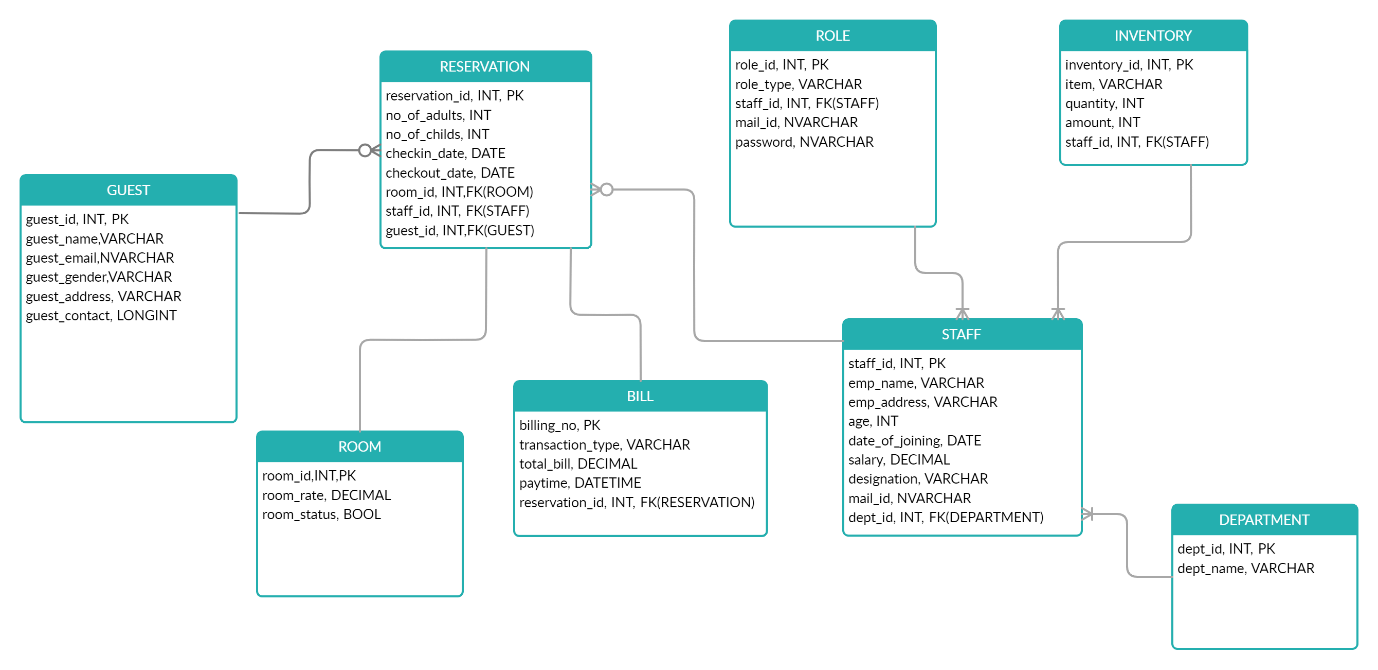 ROLE
role_id, INT, PK
role_type, VARCHAR
staff_id, INT, FK(STAFF)
mail_id, NVARCHAR
password, NVARCHAR
INVENTORY
inventory_id, INT, PK
item, VARCHAR
quantity, INT
amount, INT
staff_id, INT, FK(STAFF)
RESERVATION
reservation_id, INT, PK
no_of_adults, INT
no_of_childs, INT
checkin_date, DATE
checkout_date, DATE
room_id, INT,FK(ROOM)
staff_id, INT, FK(STAFF)
guest_id, INT,FK(GUEST)
GUEST
guest_id, INT, PK
guest_name,VARCHAR
guest_email,NVARCHAR
guest_gender,VARCHAR
guest_address, VARCHAR
guest_contact, LONGINT
STAFF
staff_id, INT, PK
emp_name, VARCHAR
emp_address, VARCHAR
age, INT
date_of_joining, DATE
salary, DECIMAL
designation, VARCHAR
mail_id, NVARCHAR
dept_id, INT, FK(DEPARTMENT)
BILL
billing_no, PK
transaction_type, VARCHAR
total_bill, DECIMAL
paytime, DATETIME
reservation_id, INT, FK(RESERVATION)
ROOM
room_id,INT,PK
room_rate, DECIMAL
room_status, BOOL
DEPARTMENT
dept_id, INT, PK
dept_name, VARCHAR